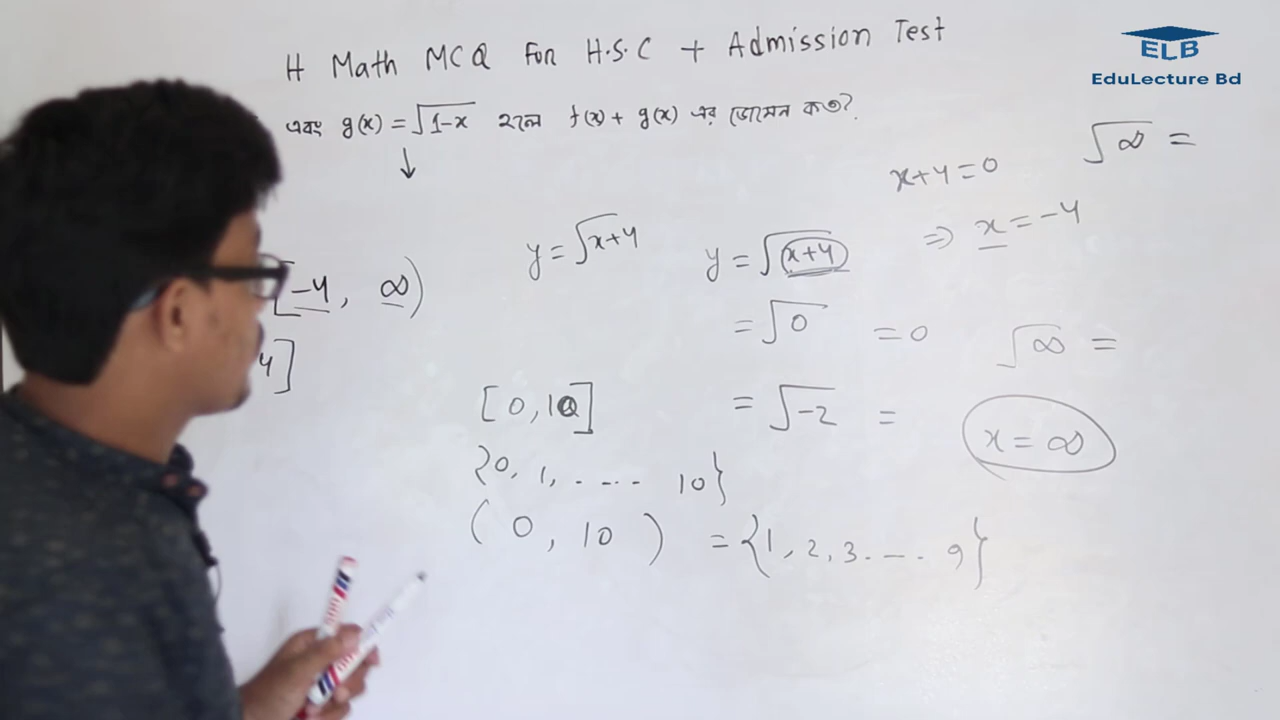 H Math MCQ For H.S.C + Admission Test
ELB
EduLecture Bd
এবং g(x) = √1-x হলে f(x) + g(x) এর ডোমেন কত?
↓
√∞ =
x+4=0
⇒ x = -4
y = √x+4
y = √x+4
[-4, ∞)
= √0 = 0
√∞ =
4]
[0, 10]
= √-2 =
x = ∞
{0, 1, ..... 10}
(0, 10) = {1, 2, 3..... 9}